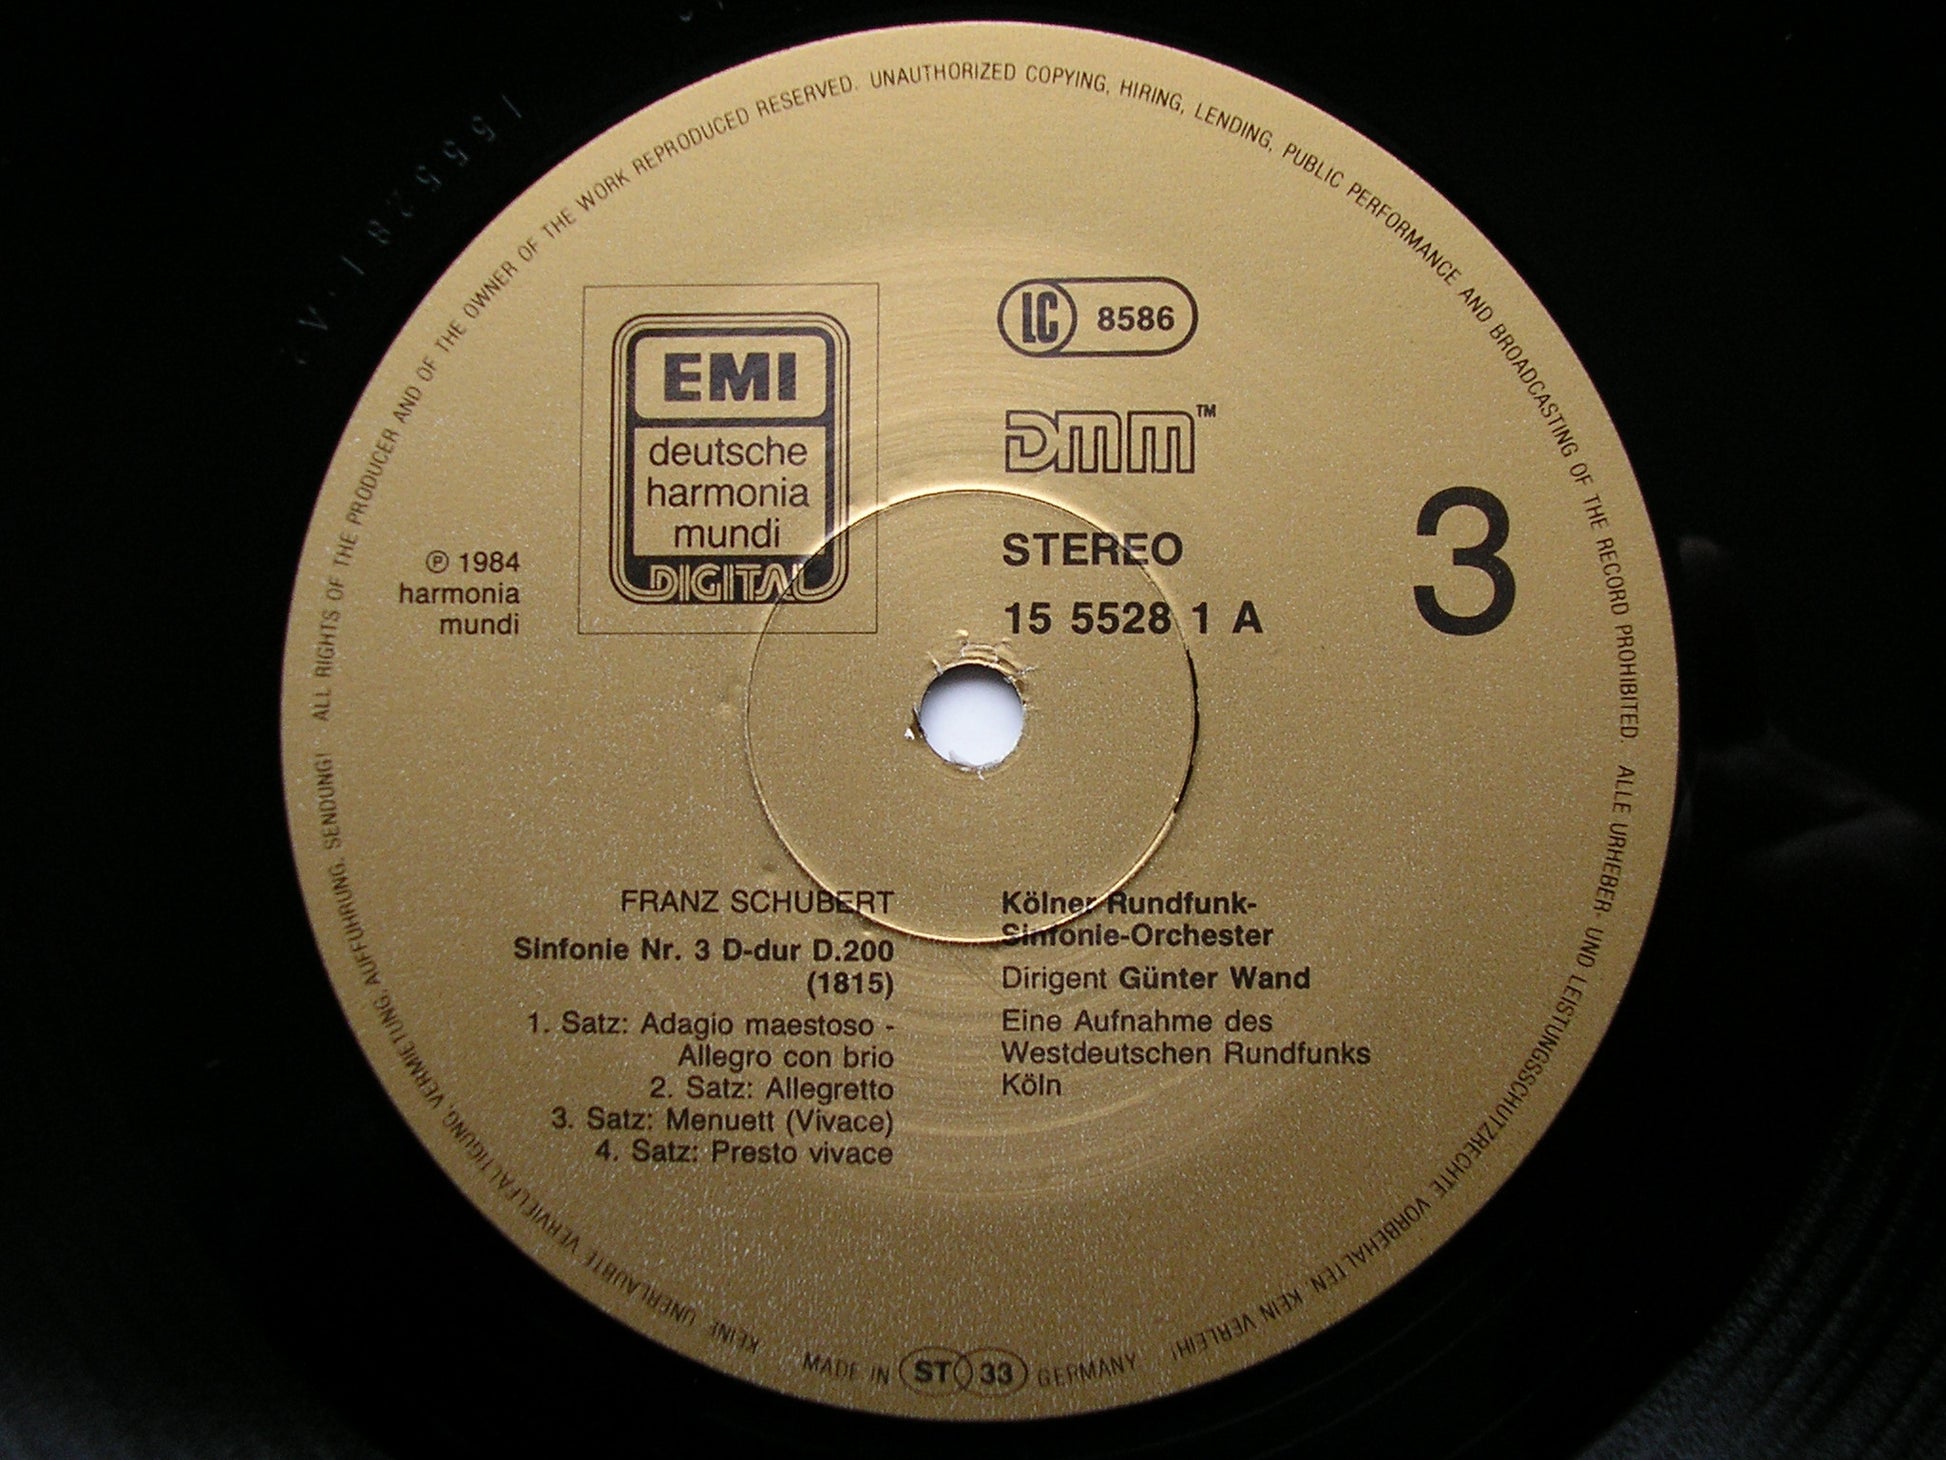 ALL RIGHTS OF THE PRODUCER AND OF THE OWNER OF THE WORK REPRODUCED RESERVED. UNAUTHORIZED COPYING, HIRING, LENDING, PUBLIC PERFORMANCE AND BROADCASTING OF THE RECORD PROHIBITED. ALLE URHEBER- UND LEISTUNGSSCHUTZRECHTE VORBEHALTEN. KEIN VERLEIH! KEINE UNERLAUBTE VERVIELFÄLTIGUNG, VERMIETUNG, AUFFÜHRUNG, SENDUNG!
EMI
deutsche
harmonia
mundi
DIGITAL
℗ 1984
harmonia
mundi
LC 8586
DMM™
STEREO
15 5528 1 A
3
FRANZ SCHUBERT
Sinfonie Nr. 3 D-dur D.200
(1815)
1. Satz: Adagio maestoso -
Allegro con brio
2. Satz: Allegretto
3. Satz: Menuett (Vivace)
4. Satz: Presto vivace
Kölner Rundfunk-
Sinfonie-Orchester
Dirigent Günter Wand
Eine Aufnahme des
Westdeutschen Rundfunks
Köln
MADE IN ST 33 GERMANY